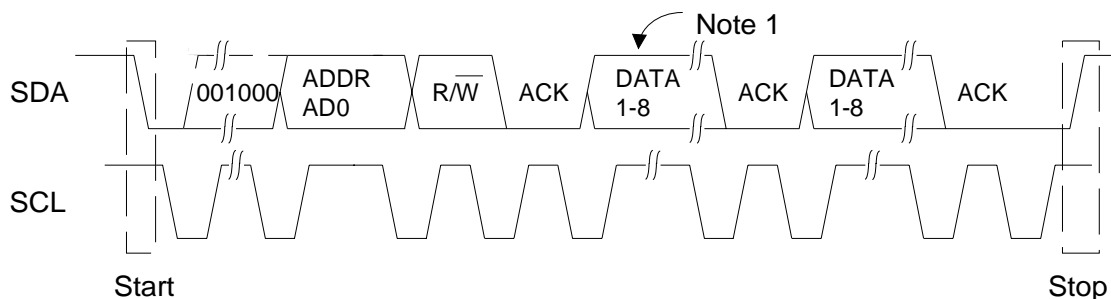 Note 1
SDA
001000
ADDR
AD0
R/W̅
ACK
DATA
1-8
ACK
DATA
1-8
ACK
SCL
Start
Stop